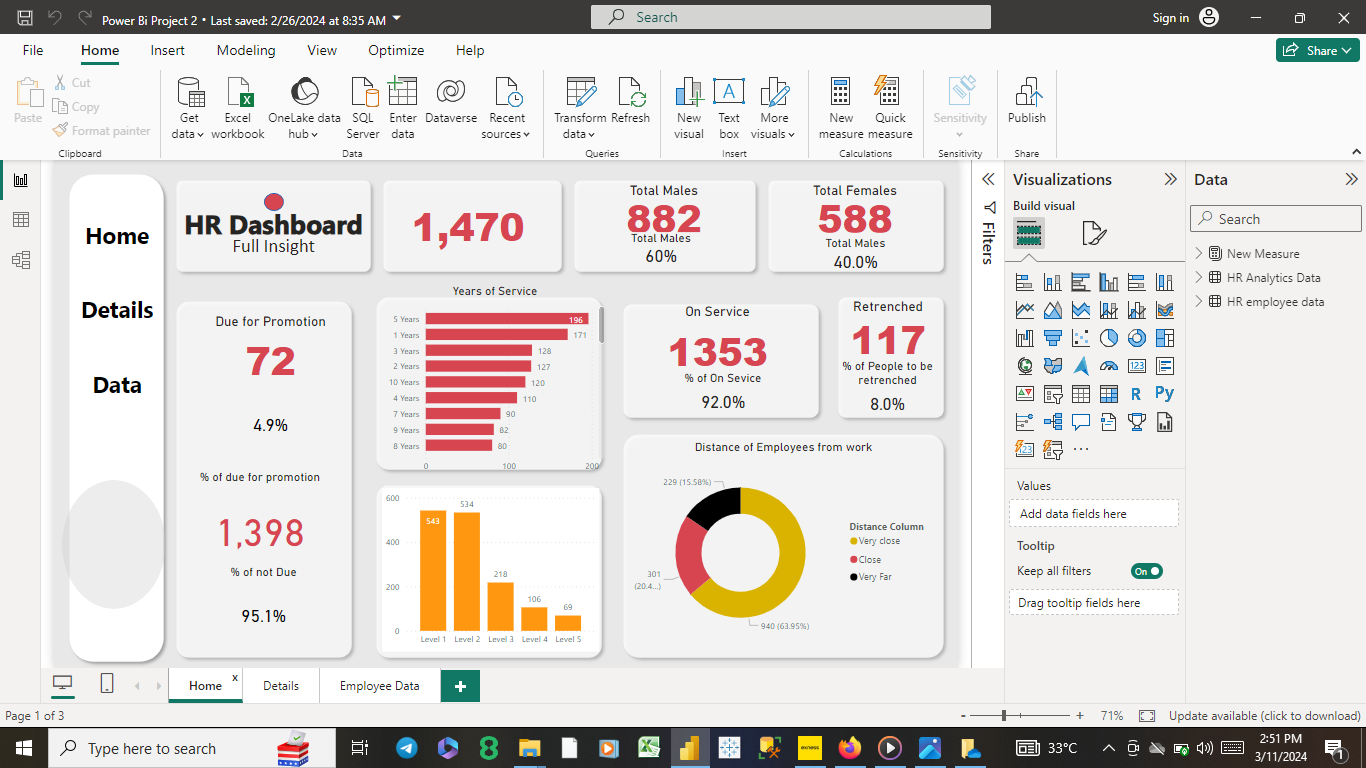 Power Bi Project 2 • Last saved: 2/26/2024 at 8:35 AM
Search
Sign in
File
Home
Insert
Modeling
View
Optimize
Help
Share
Paste
Cut
Copy
Format painter
Clipboard
Get data
Excel workbook
OneLake data hub
SQL Server
Enter data
Dataverse
Recent sources
Data
Transform data
Refresh
Queries
New visual
Text box
More visuals
Insert
New measure
Quick measure
Calculations
Sensitivity
Sensitivity
Publish
Share
Home
Details
Data
HR Dashboard
Full Insight
1,470
Total Males
882
Total Males
60%
Total Females
588
Total Males
40.0%
Due for Promotion
72
4.9%
% of due for promotion
1,398
% of not Due
95.1%
Years of Service
5 Years 196
1 Years 171
3 Years 128
2 Years 127
10 Years 120
4 Years 110
7 Years 90
9 Years 82
8 Years 80
0 100 200
On Service
1353
% of On Sevice
92.0%
Retrenched
117
% of People to be
retrenched
8.0%
600
400
200
0
543
534
218
106
69
Level 1 Level 2 Level 3 Level 4 Level 5
Distance of Employees from work
229 (15.58%)
301
(20.4...)
940 (63.95%)
Distance Column
Very close
Close
Very Far
Filters
Visualizations
Build visual
123
R
Py
123
Values
Add data fields here
Tooltip
Keep all filters
On
Drag tooltip fields here
Data
Search
New Measure
HR Analytics Data
HR employee data
Home x
Details
Employee Data
+
Page 1 of 3
- + 71%
Update available (click to download)
Type here to search
exness
33°C
2:51 PM
3/11/2024
1